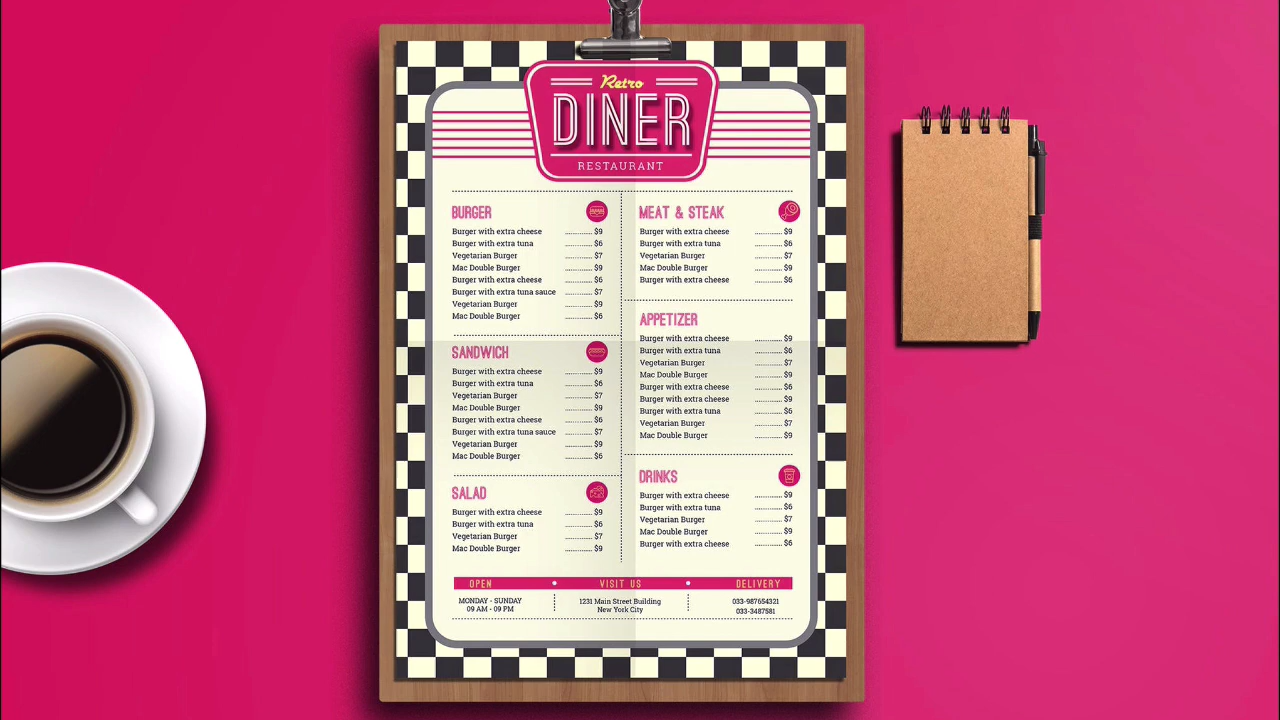 Retro
DINER
RESTAURANT
BURGER
Burger with extra cheese ............... $9
Burger with extra tuna ............... $6
Vegetarian Burger ............... $7
Mac Double Burger ............... $9
Burger with extra cheese ............... $6
Burger with extra tuna sauce ............... $7
Vegetarian Burger ............... $9
Mac Double Burger ............... $6
SANDWICH
Burger with extra cheese ............... $9
Burger with extra tuna ............... $6
Vegetarian Burger ............... $7
Mac Double Burger ............... $9
Burger with extra cheese ............... $6
Burger with extra tuna sauce ............... $7
Vegetarian Burger ............... $9
Mac Double Burger ............... $6
SALAD
Burger with extra cheese ............... $9
Burger with extra tuna ............... $6
Vegetarian Burger ............... $7
Mac Double Burger ............... $9
MEAT & STEAK
Burger with extra cheese ............... $9
Burger with extra tuna ............... $6
Vegetarian Burger ............... $7
Mac Double Burger ............... $9
Burger with extra cheese ............... $6
APPETIZER
Burger with extra cheese ............... $9
Burger with extra tuna ............... $6
Vegetarian Burger ............... $7
Mac Double Burger ............... $9
Burger with extra cheese ............... $6
Burger with extra cheese ............... $9
Burger with extra tuna ............... $6
Vegetarian Burger ............... $7
Mac Double Burger ............... $9
DRINKS
Burger with extra cheese ............... $9
Burger with extra tuna ............... $6
Vegetarian Burger ............... $7
Mac Double Burger ............... $9
Burger with extra cheese ............... $6
OPEN
MONDAY - SUNDAY
09 AM - 09 PM
VISIT US
1231 Main Street Building
New York City
DELIVERY
033-987654321
033-3487581